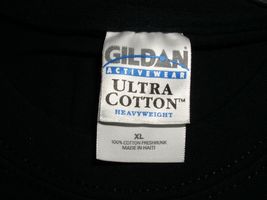 GILDAN
ACTIVEWEAR
ULTRA
COTTON™
HEAVYWEIGHT
XL
100% COTTON PRESHRUNK
MADE IN HAITI